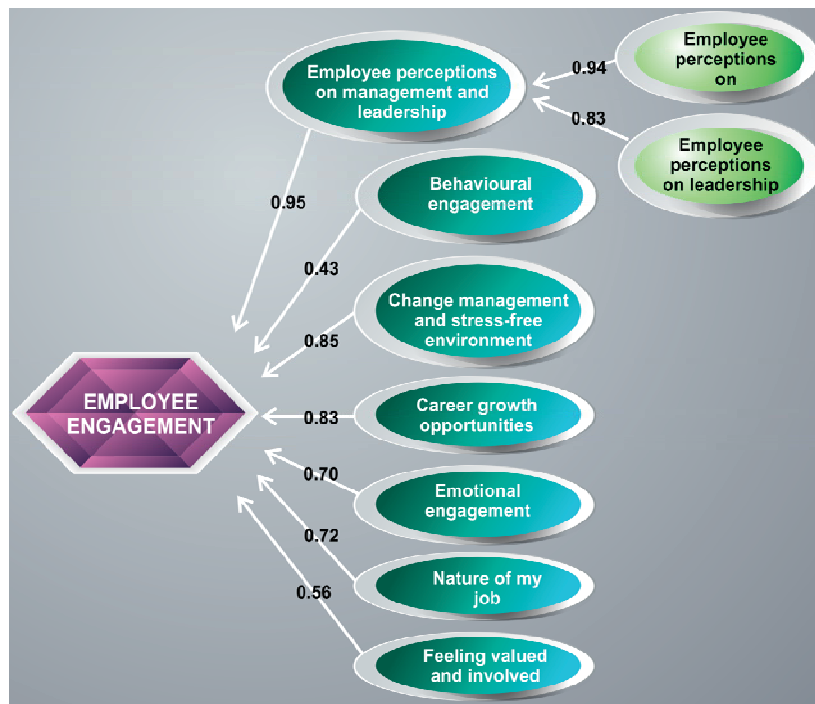 Employee perceptions
on management and
leadership
0.94
Employee
perceptions
on
0.83
Employee
perceptions
on leadership
0.95
Behavioural
engagement
0.43
Change management
and stress-free
environment
0.85
EMPLOYEE
ENGAGEMENT
0.83
Career growth
opportunities
0.70
Emotional
engagement
0.72
Nature of my
job
0.56
Feeling valued
and involved